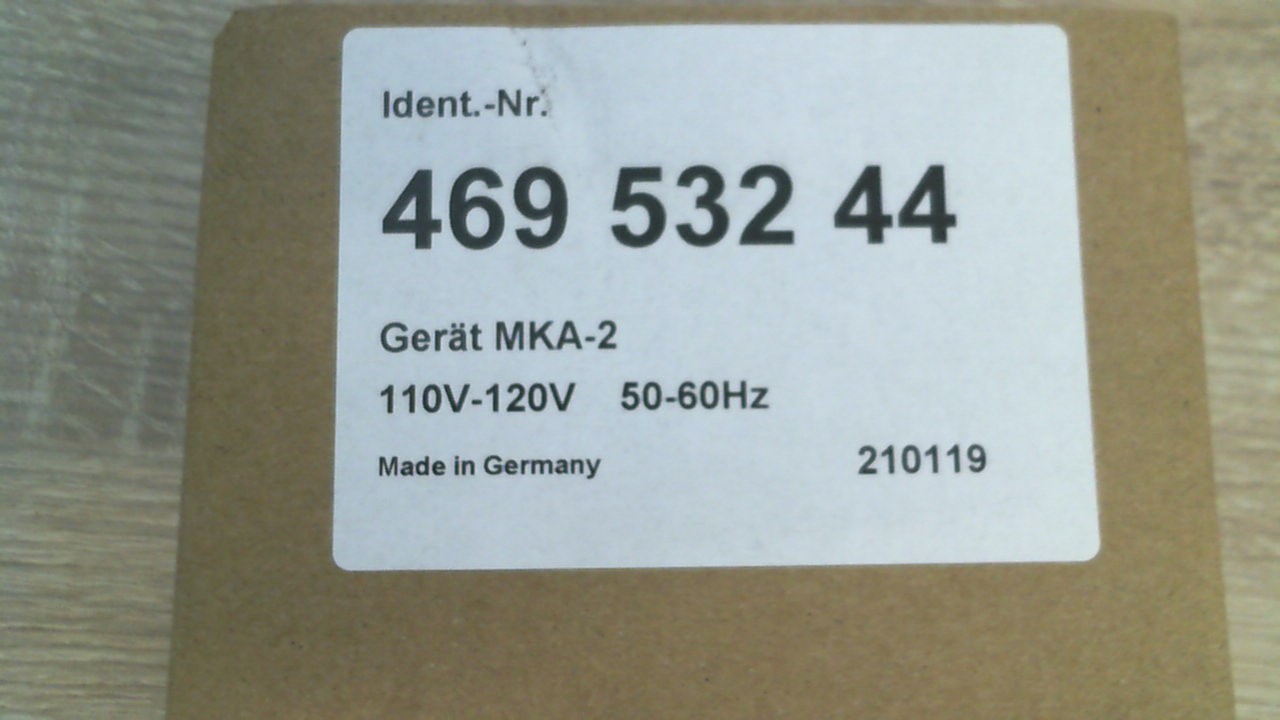 Ident.-Nr.
469 532 44
Gerät MKA-2
110V-120V 50-60Hz
Made in Germany 210119